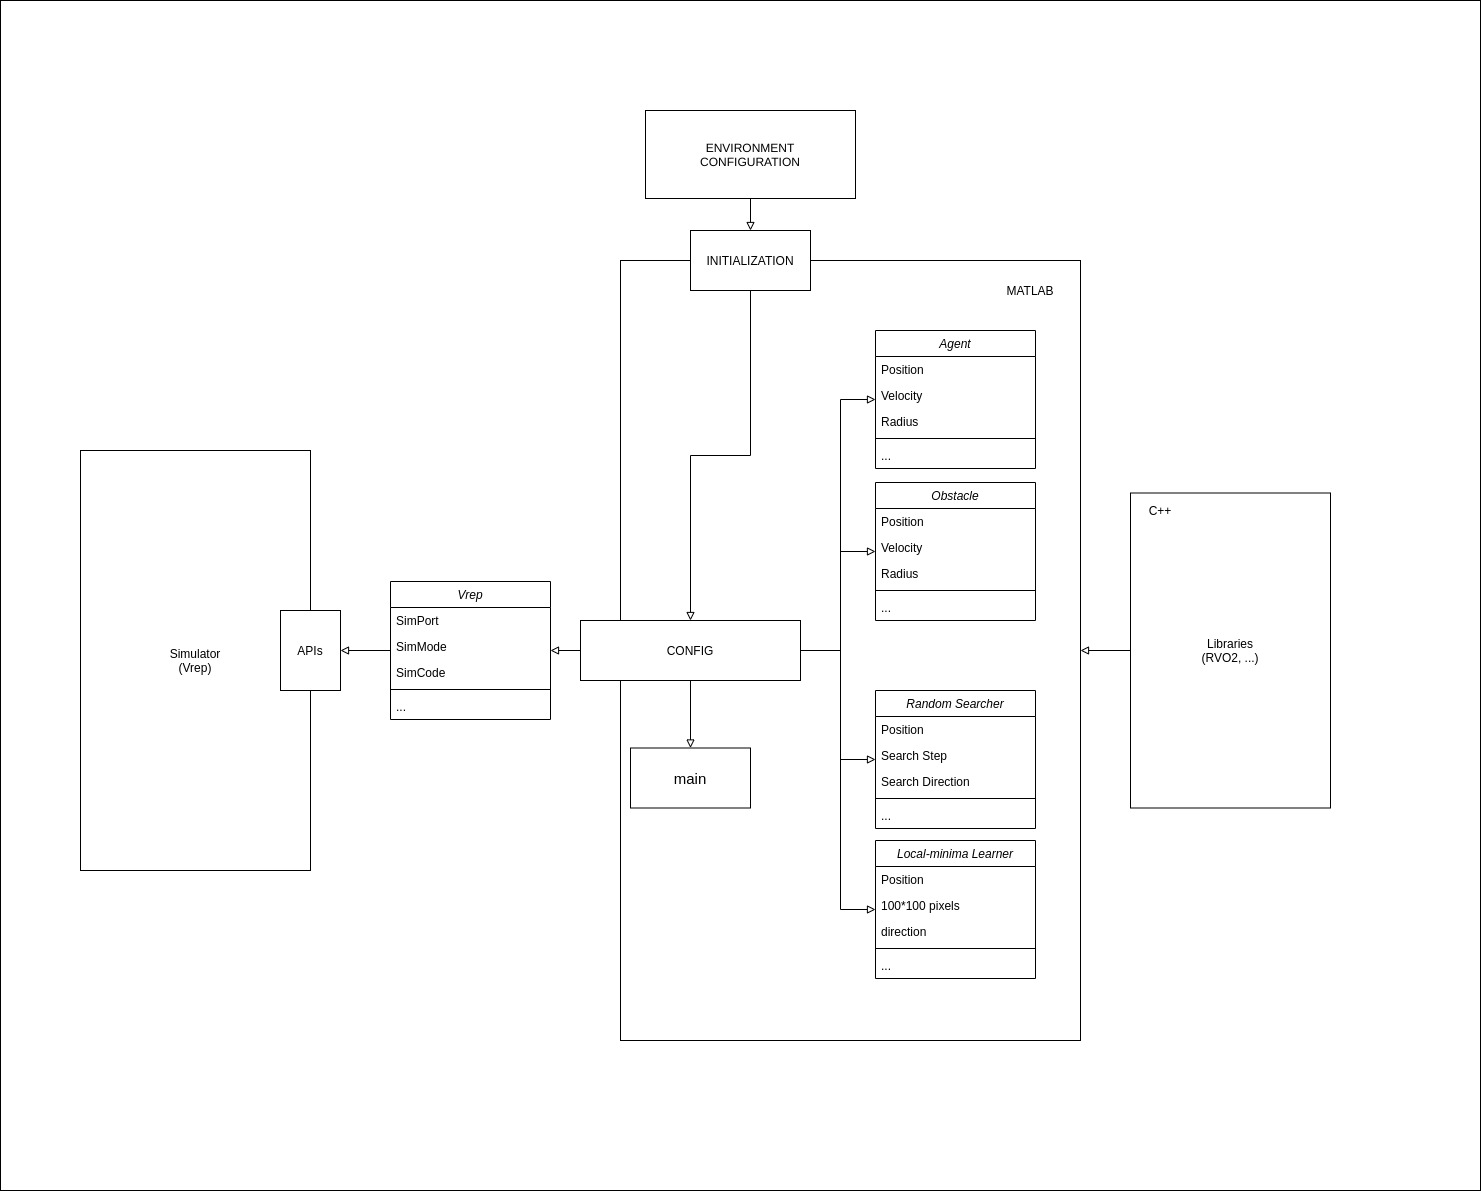 ENVIRONMENT
CONFIGURATION
INITIALIZATION
MATLAB
Agent
Position
Velocity
Radius
...
Obstacle
Position
Velocity
Radius
...
C++
Libraries
(RVO2, ...)
Simulator
(Vrep)
APIs
Vrep
SimPort
SimMode
SimCode
...
CONFIG
main
Random Searcher
Position
Search Step
Search Direction
...
Local-minima Learner
Position
100*100 pixels
direction
...